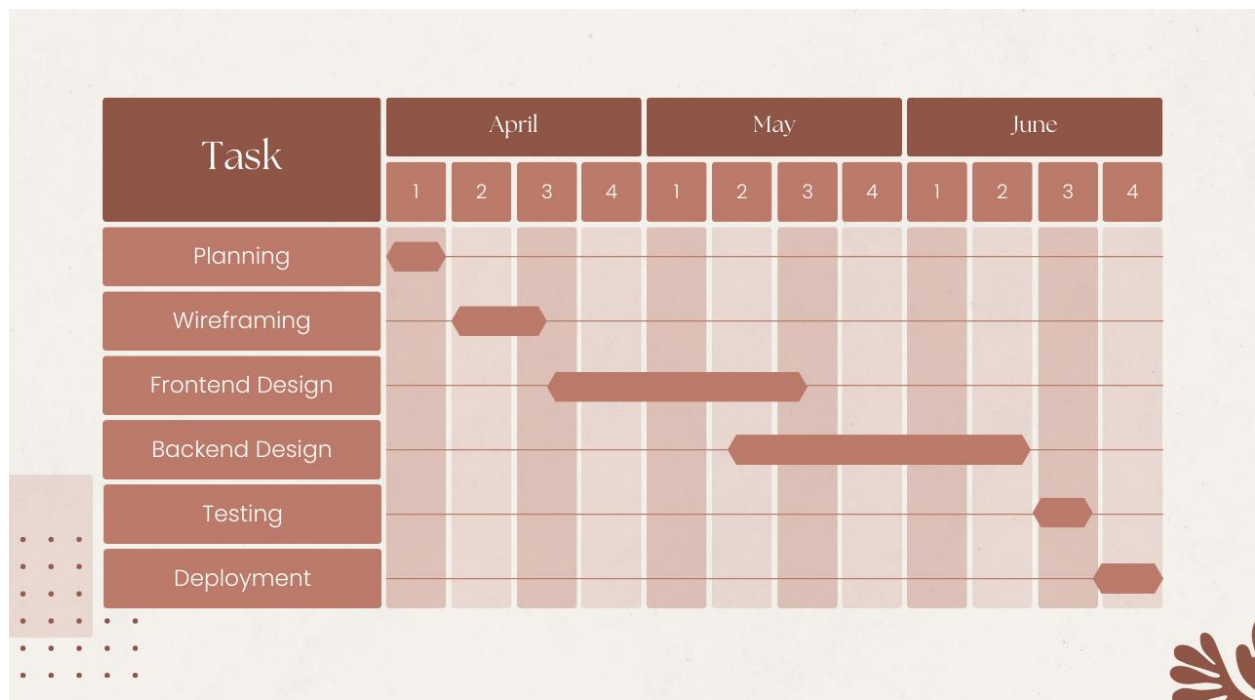 Task
April
May
June
1 2 3 4 1 2 3 4 1 2 3 4
Planning
Wireframing
Frontend Design
Backend Design
Testing
Deployment